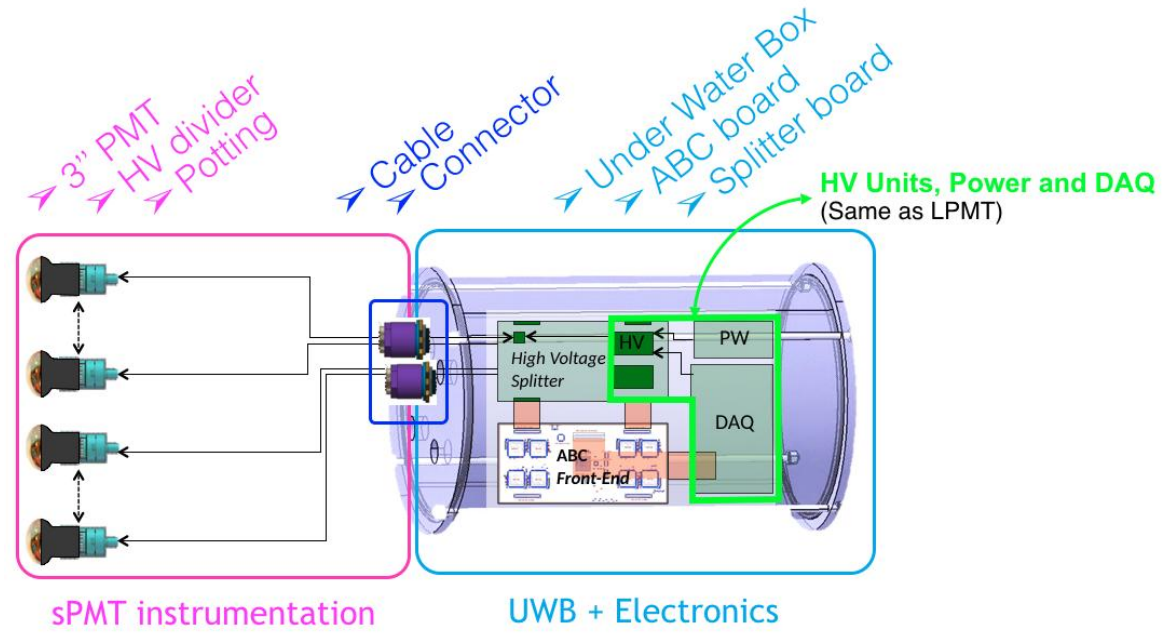 3” PMT
HV divider
Potting
Cable
Connector
Under Water Box
ABC board
Splitter board
HV Units, Power and DAQ
(Same as LPMT)
HV
PW
High Voltage
Splitter
DAQ
ABC
Front-End
sPMT instrumentation
UWB + Electronics